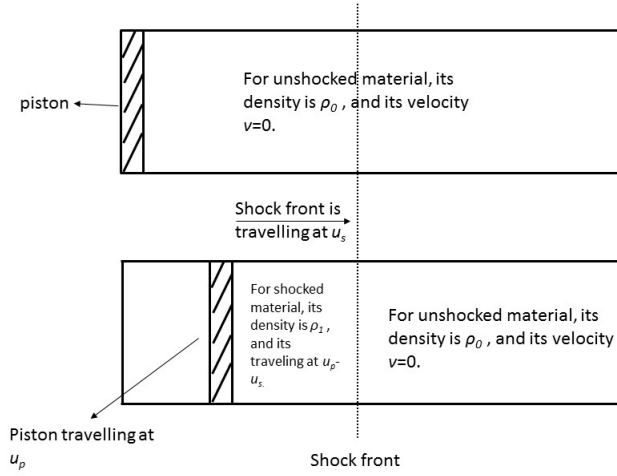 For unshocked material, its
density is ρ0 , and its velocity
v=0.
piston
Shock front is
travelling at us
For shocked
material, its
density is ρ1 ,
and its
traveling at up-
us.
For unshocked material, its
density is ρ0 , and its velocity
v=0.
Piston travelling at
up
Shock front